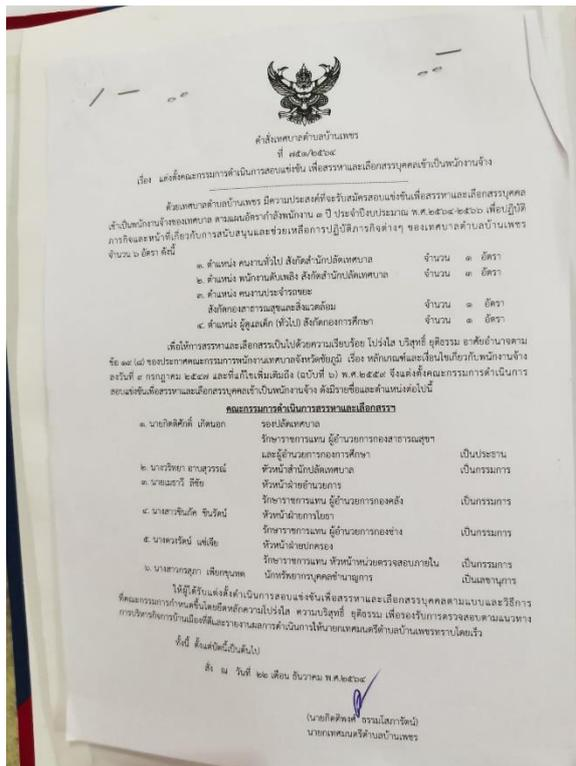 คำสั่งเทศบาลตำบลบ้านเพชร
ที่ ๗๕๑/๒๕๖๔
เรื่อง แต่งตั้งคณะกรรมการดำเนินการสอบแข่งขัน เพื่อสรรหาและเลือกสรรบุคคลเข้าเป็นพนักงานจ้าง
ด้วยเทศบาลตำบลบ้านเพชร มีความประสงค์ที่จะรับสมัครสอบแข่งขันเพื่อสรรหาและเลือกสรรบุคคล
เข้าเป็นพนักงานจ้างของเทศบาล ตามแผนอัตรากำลังพนักงาน ๓ ปี ประจำปีงบประมาณ พ.ศ.๒๕๖๔-๒๕๖๖ เพื่อปฏิบัติ
ภารกิจและหน้าที่เกี่ยวกับการสนับสนุนและช่วยเหลือการปฏิบัติภารกิจต่างๆ ของเทศบาลตำบลบ้านเพชร
จำนวน ๖ อัตรา ดังนี้
๑. ตำแหน่ง คนงานทั่วไป สังกัดสำนักปลัดเทศบาล จำนวน ๑ อัตรา
๒. ตำแหน่ง พนักงานดับเพลิง สังกัดสำนักปลัดเทศบาล จำนวน ๓ อัตรา
๓. ตำแหน่ง คนงานประจำรถขยะ
สังกัดกองสาธารณสุขและสิ่งแวดล้อม จำนวน ๑ อัตรา
๔. ตำแหน่ง ผู้ดูแลเด็ก (ทั่วไป) สังกัดกองการศึกษา จำนวน ๑ อัตรา
เพื่อให้การสรรหาและเลือกสรรเป็นไปด้วยความเรียบร้อย โปร่งใส บริสุทธิ์ ยุติธรรม อาศัยอำนาจตาม
ข้อ ๑๙ (๔) ของประกาศคณะกรรมการพนักงานเทศบาลจังหวัดชัยภูมิ เรื่อง หลักเกณฑ์และเงื่อนไขเกี่ยวกับพนักงานจ้าง
ลงวันที่ ๙ กรกฎาคม ๒๕๔๗ และที่แก้ไขเพิ่มเติมถึง (ฉบับที่ ๖) พ.ศ.๒๕๕๙ จึงแต่งตั้งคณะกรรมการดำเนินการ
สอบแข่งขันเพื่อสรรหาและเลือกสรรบุคคลเข้าเป็นพนักงานจ้าง ดังมีรายชื่อและตำแหน่งต่อไปนี้
คณะกรรมการดำเนินการสรรหาและเลือกสรรฯ
๑. นายกิตติศักดิ์ เกิดนอก รองปลัดเทศบาล
รักษาราชการแทน ผู้อำนวยการกองสาธารณสุขฯ
และผู้อำนวยการกองการศึกษา เป็นประธาน
๒. นางวริทยา อาบสุวรรณ์ หัวหน้าสำนักปลัดเทศบาล เป็นกรรมการ
๓. นายเมธาวี ลีชัย หัวหน้าฝ่ายอำนวยการ
รักษาราชการแทน ผู้อำนวยการกองคลัง เป็นกรรมการ
๔. นางสาวชินภัค ชินรัตน์ หัวหน้าฝ่ายการโยธา
รักษาราชการแทน ผู้อำนวยการกองช่าง เป็นกรรมการ
๕. นางดวงรัตน์ แซ่เจีย หัวหน้าฝ่ายปกครอง
รักษาราชการแทน หัวหน้าหน่วยตรวจสอบภายใน เป็นกรรมการ
๖. นางสาวกรสุภา เพียกขุนทด นักทรัพยากรบุคคลชำนาญการ เป็นเลขานุการ
ให้ผู้ได้รับแต่งตั้งดำเนินการสอบแข่งขันเพื่อสรรหาและเลือกสรรบุคคลตามแบบและวิธีการ
ที่คณะกรรมการกำหนดขึ้นโดยยึดหลักความโปร่งใส ความบริสุทธิ์ ยุติธรรม เพื่อรองรับการตรวจสอบตามแนวทาง
การบริหารกิจการบ้านเมืองที่ดีและรายงานผลการดำเนินการให้นายกเทศมนตรีตำบลบ้านเพชรทราบโดยเร็ว
ทั้งนี้ ตั้งแต่บัดนี้เป็นต้นไป
สั่ง ณ วันที่ ๒๒ เดือน ธันวาคม พ.ศ.๒๕๖๔
(นายกิตติพงศ์ ธรรมโสภารัตน์)
นายกเทศมนตรีตำบลบ้านเพชร